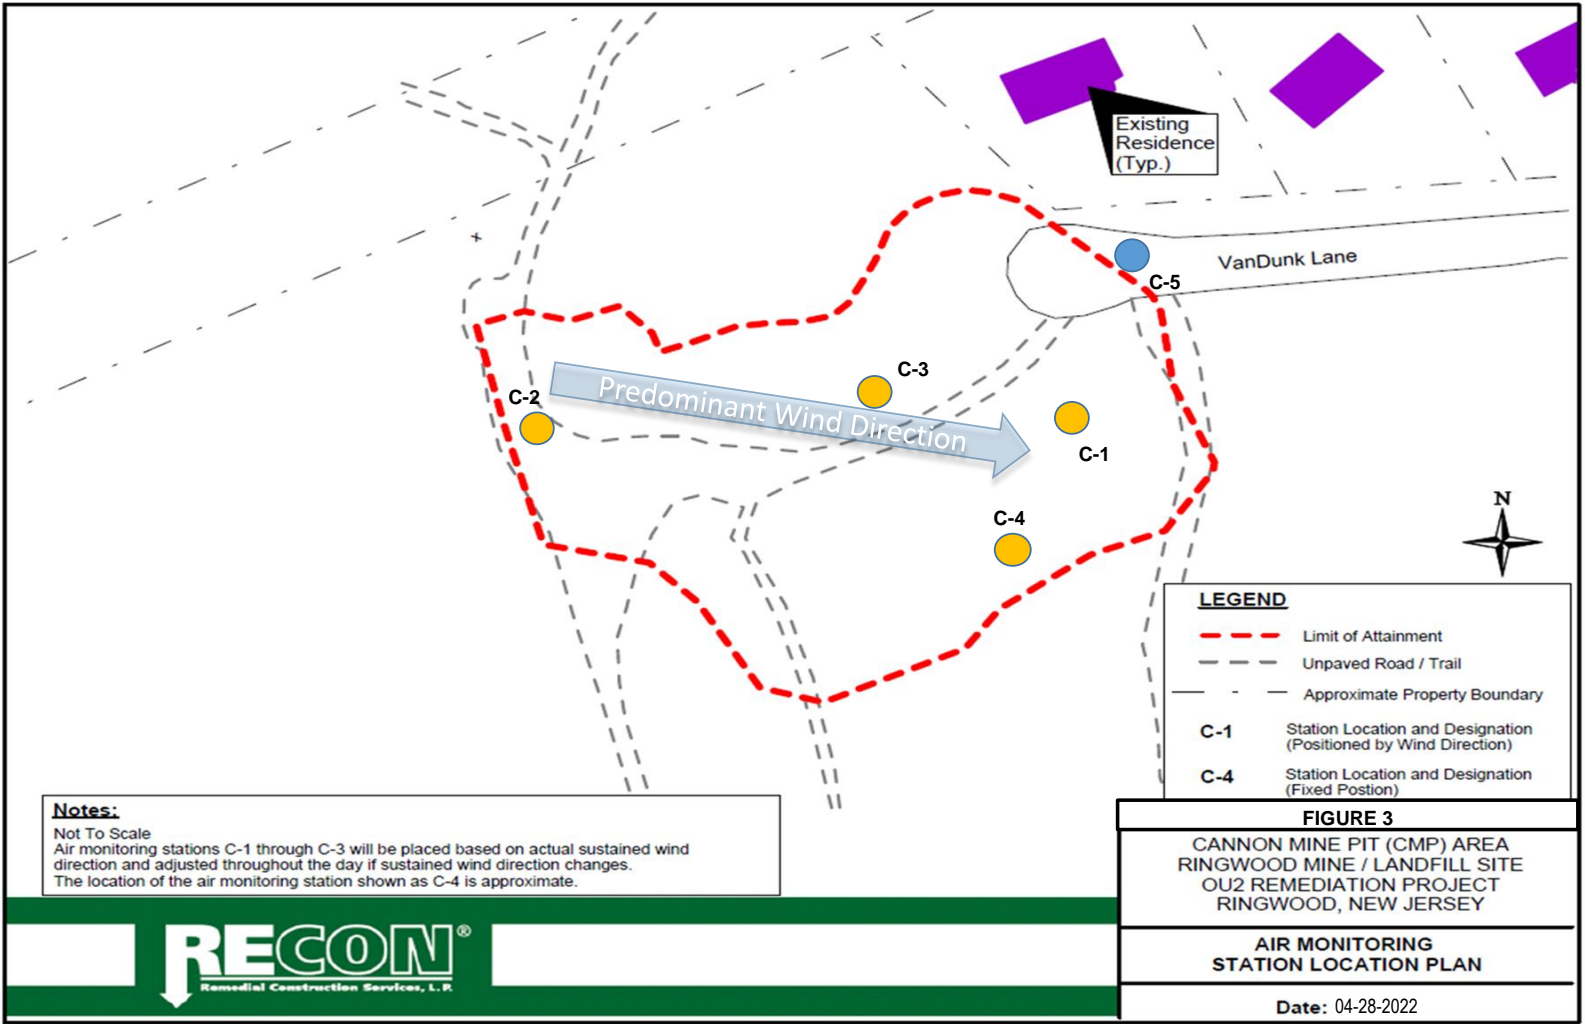 Existing
Residence
(Typ.)
VanDunk Lane
C-5
C-3
C-2
Predominant Wind Direction
C-1
C-4
N
LEGEND
Limit of Attainment
Unpaved Road / Trail
Approximate Property Boundary
C-1 Station Location and Designation
(Positioned by Wind Direction)
C-4 Station Location and Designation
(Fixed Postion)
Notes:
Not To Scale
Air monitoring stations C-1 through C-3 will be placed based on actual sustained wind
direction and adjusted throughout the day if sustained wind direction changes.
The location of the air monitoring station shown as C-4 is approximate.
FIGURE 3
CANNON MINE PIT (CMP) AREA
RINGWOOD MINE / LANDFILL SITE
OU2 REMEDIATION PROJECT
RINGWOOD, NEW JERSEY
AIR MONITORING
STATION LOCATION PLAN
Date: 04-28-2022
RECON®
Remedial Construction Services, L.P.